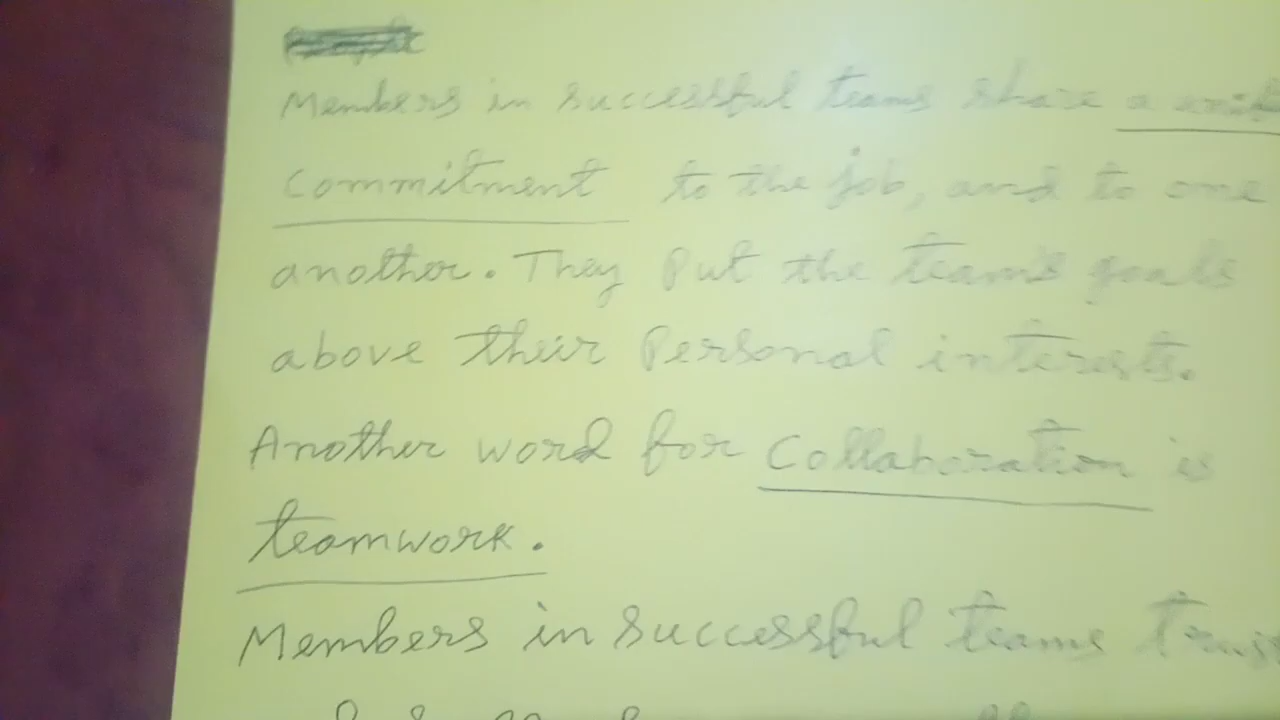 Members in successful teams share a
commitment to the job, and to one
another. They Put the team's goals
above their Personal interests.
Another word for Collaboration is
teamwork.
Members in successful teams trust